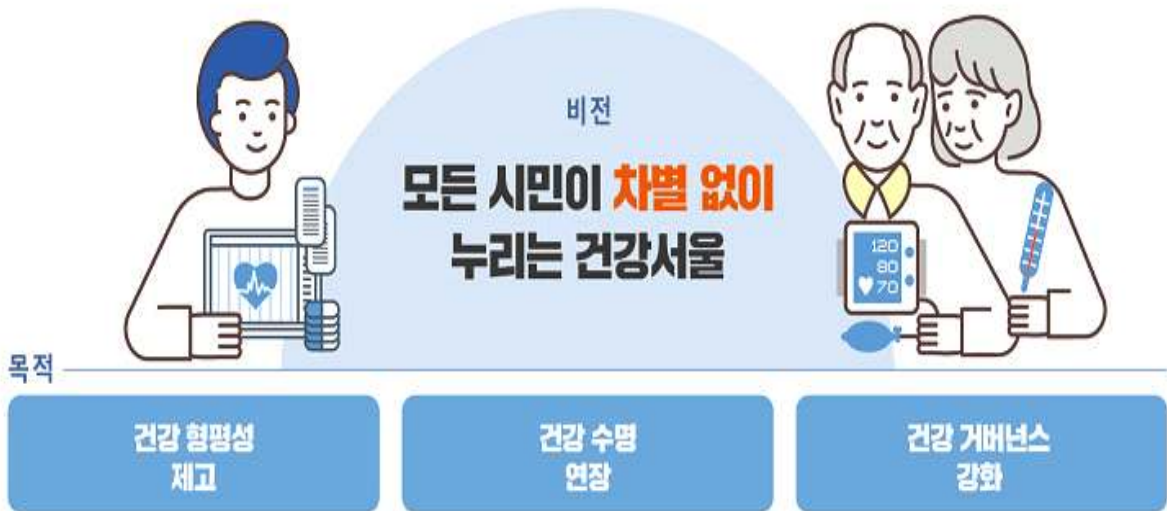 비전
모든 시민이 차별 없이
누리는 건강서울
120
80
70
목적
건강 형평성
제고
건강 수명
연장
건강 거버넌스
강화